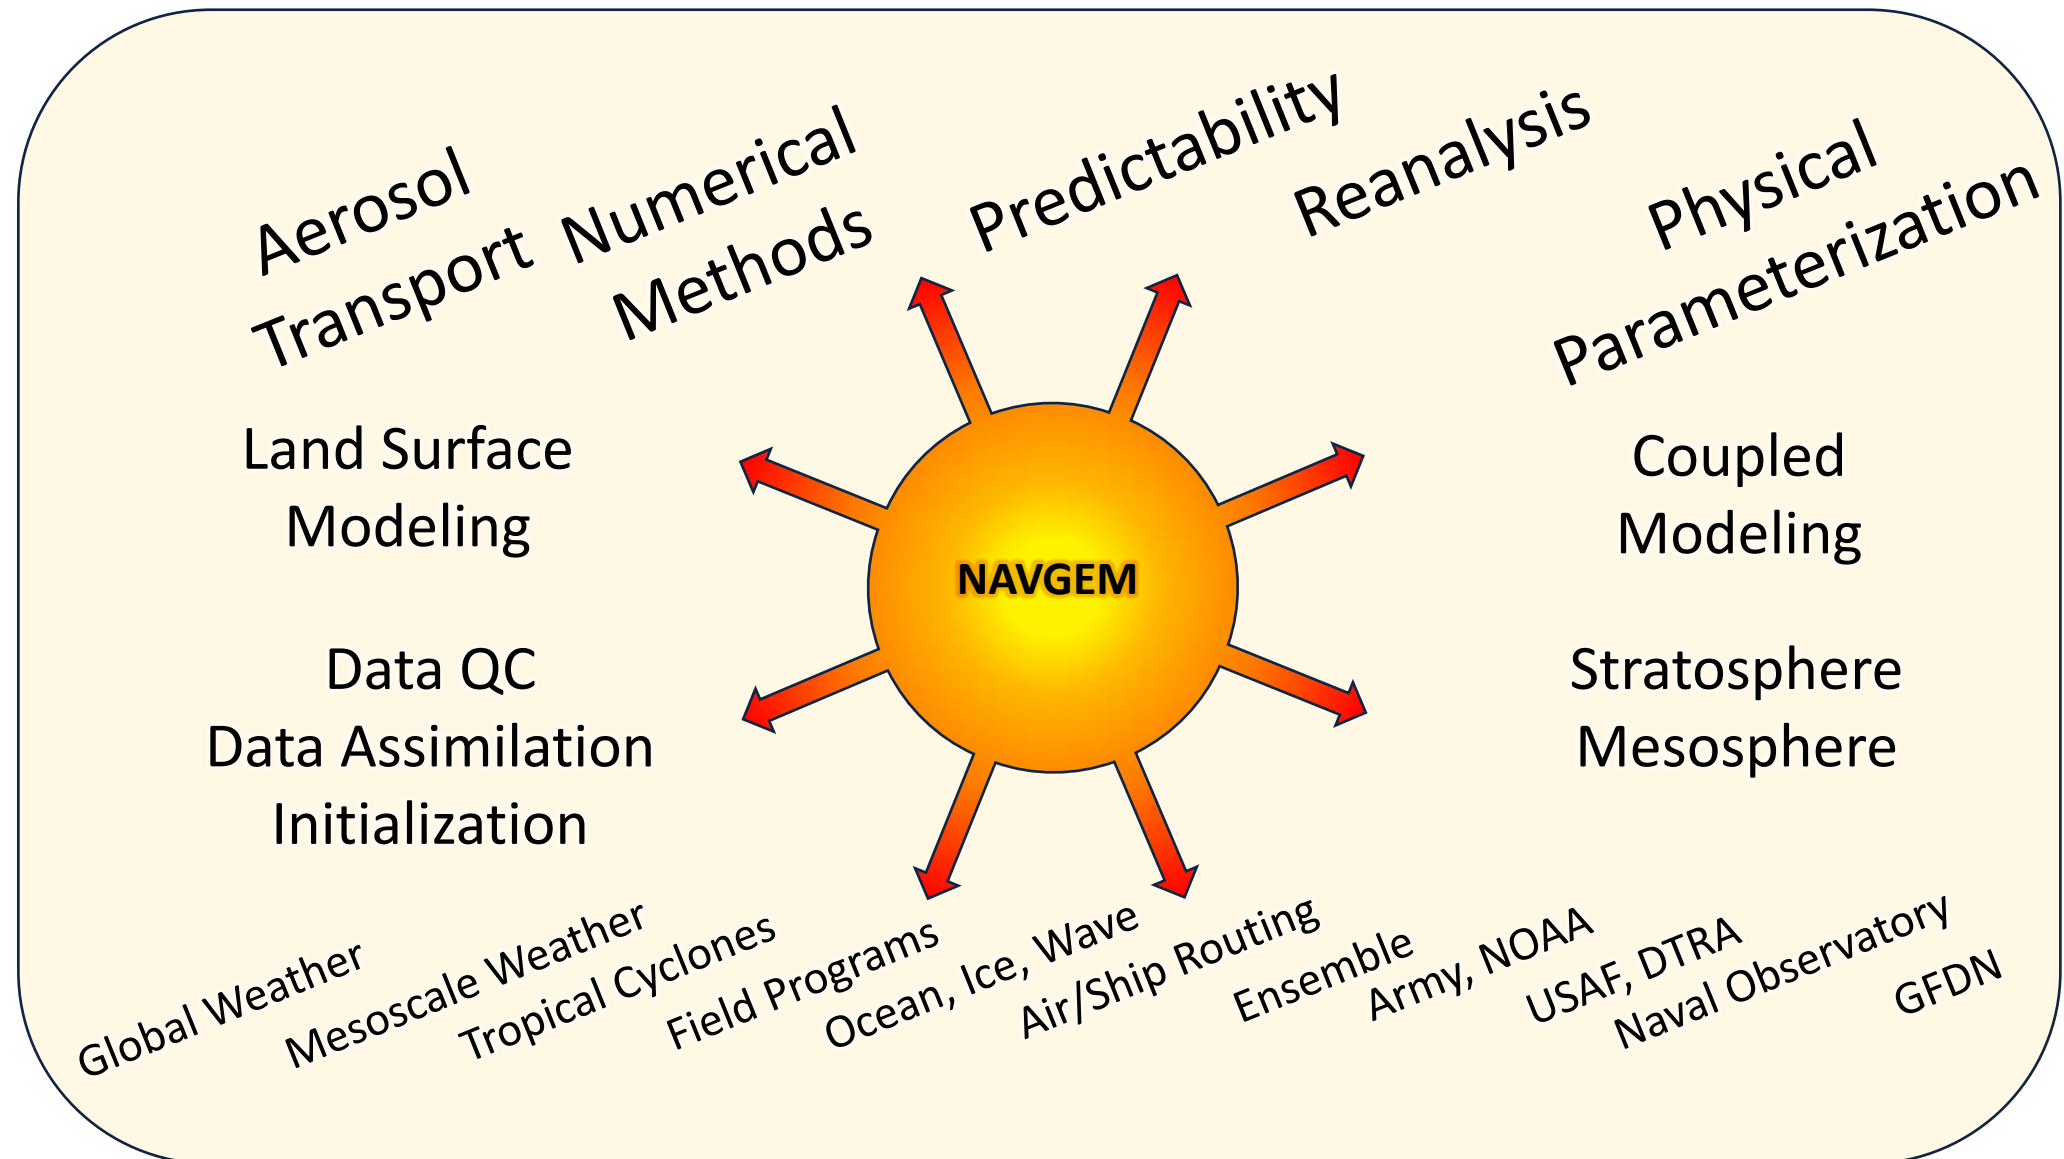 Aerosol
Transport
Numerical
Methods
Predictability
Reanalysis
Physical
Parameterization
Land Surface
Modeling
NAVGEM
Coupled
Modeling
Data QC
Data Assimilation
Initialization
Stratosphere
Mesosphere
Global Weather
Mesoscale Weather
Tropical Cyclones
Field Programs
Ocean, Ice, Wave
Air/Ship Routing
Ensemble
Army, NOAA
USAF, DTRA
Naval Observatory
GFDN